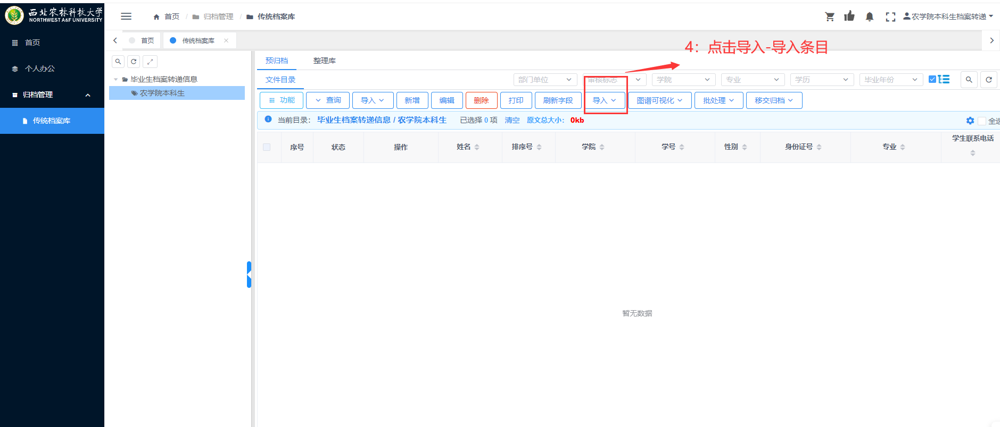 西北农林科技大学
NORTHWEST A&F UNIVERSITY
首页 / 归档管理 / 传统档案库
农学院本科生档案转递
首页
个人办公
归档管理
传统档案库
首页
传统档案库
4：点击导入-导入条目
毕业生档案转递信息
农学院本科生
预归档
整理库
文件目录
部门单位
审核标志
学院
专业
学历
毕业年份
功能
查询
导入
新增
编辑
删除
打印
刷新字段
导入
图谱可视化
批处理
移交归档
当前目录： 毕业生档案转递信息 / 农学院本科生 已选择 0 项 清空 原文总大小： 0kb
全选
序号
状态
操作
姓名
排序号
学院
学号
性别
身份证号
专业
学生联系电话
暂无数据